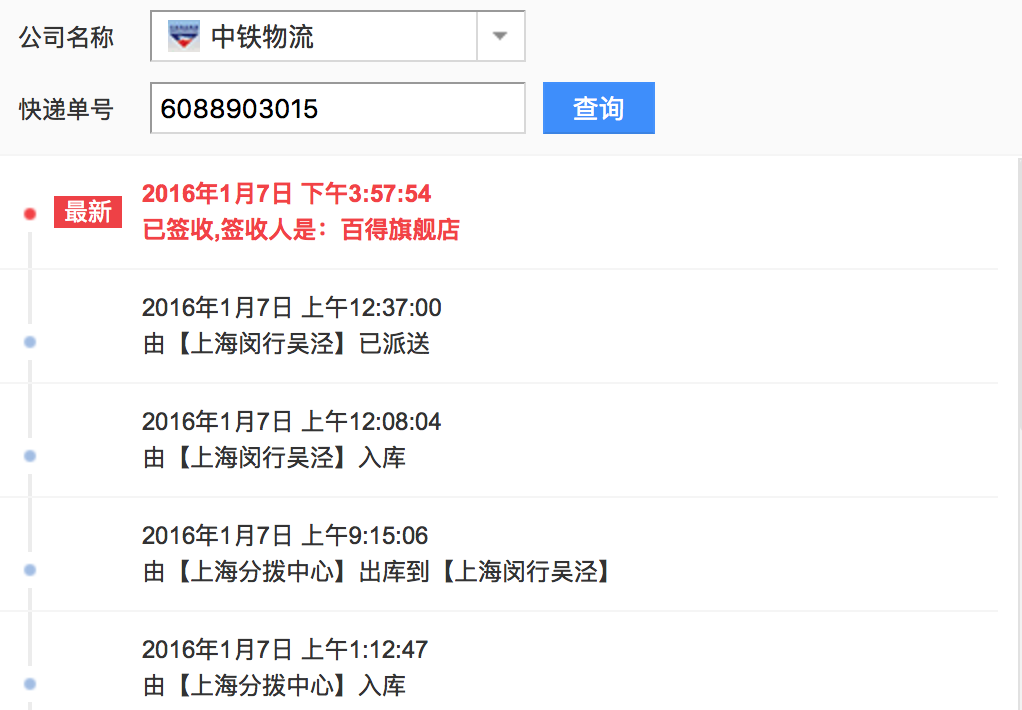 公司名称
中铁物流
快递单号
6088903015
查询
最新
2016年1月7日 下午3:57:54
已签收,签收人是：百得旗舰店
2016年1月7日 上午12:37:00
由【上海闵行吴泾】已派送
2016年1月7日 上午12:08:04
由【上海闵行吴泾】入库
2016年1月7日 上午9:15:06
由【上海分拨中心】出库到【上海闵行吴泾】
2016年1月7日 上午1:12:47
由【上海分拨中心】入库